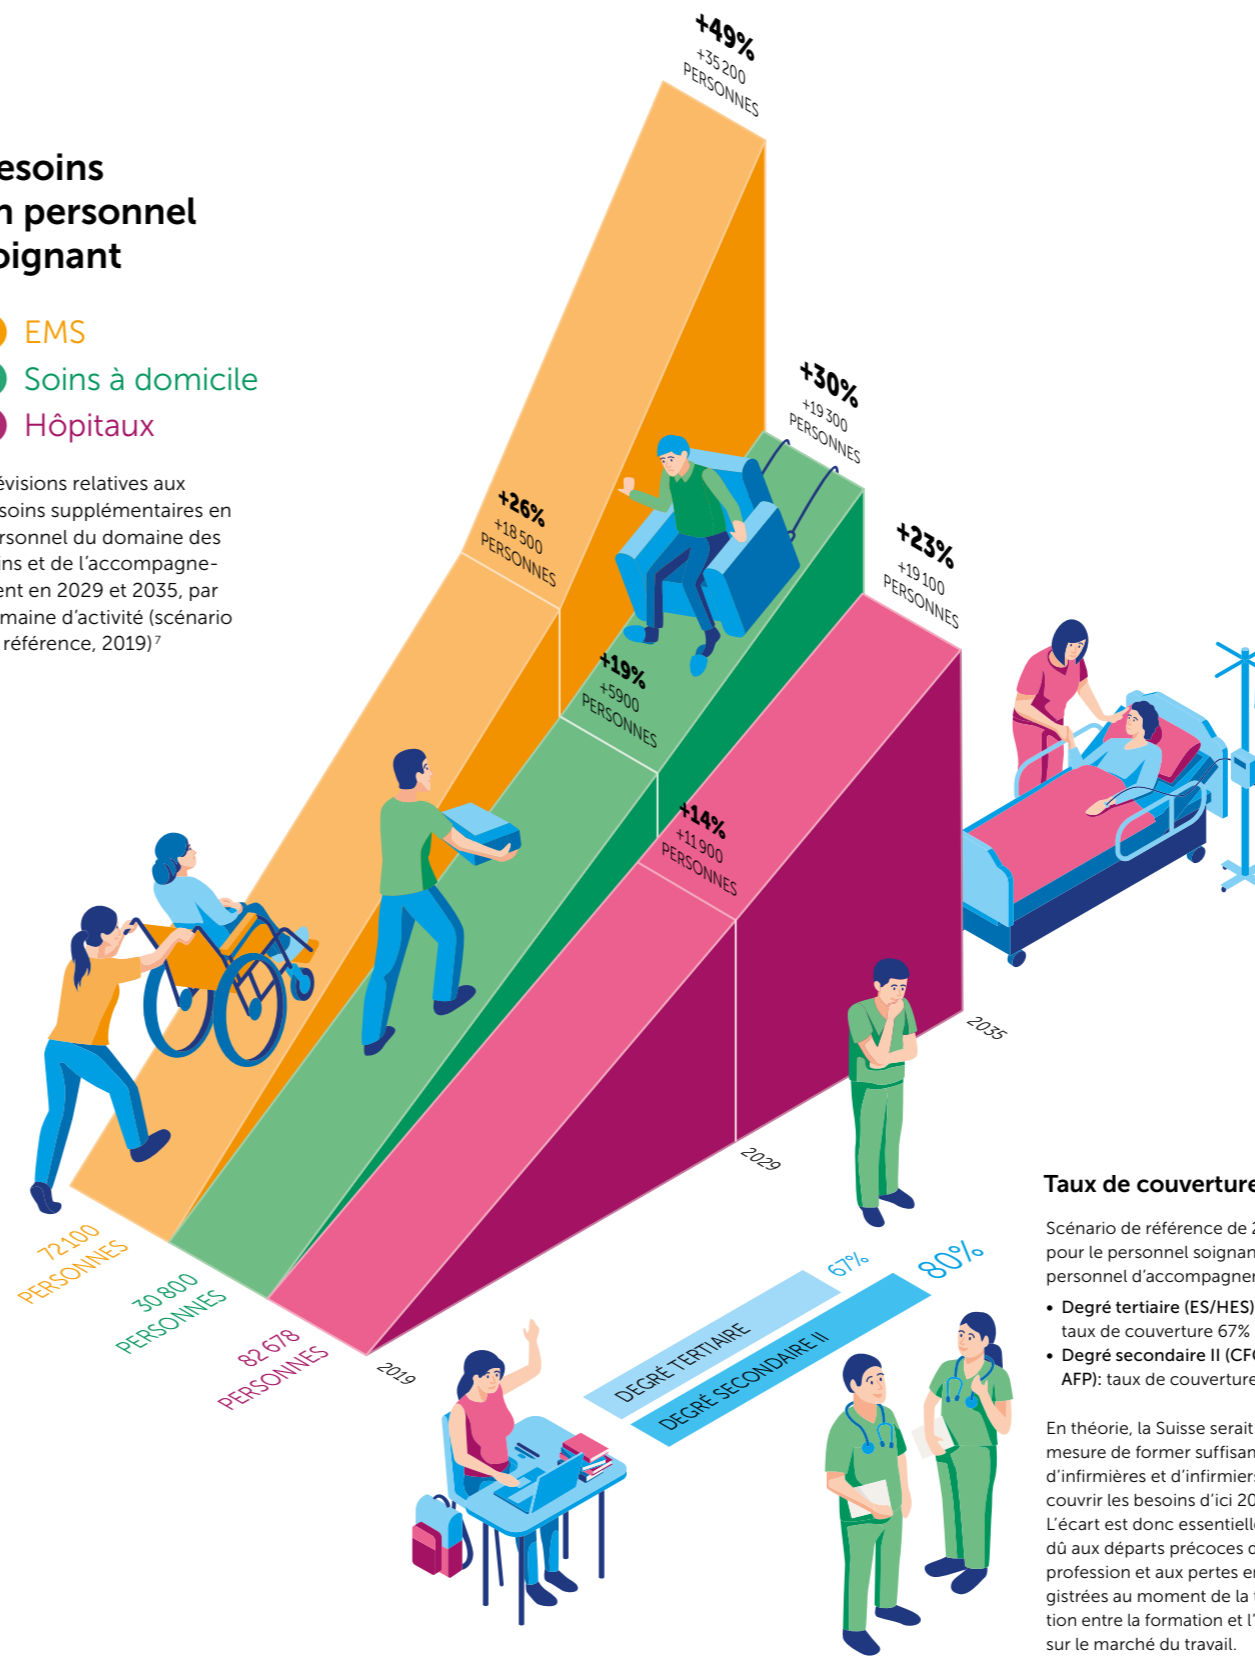 esoins
n personnel
oignant
EMS
Soins à domicile
Hôpitaux
évisions relatives aux
soins supplémentaires en
rsonnel du domaine des
ins et de l'accompagne-
ent en 2029 et 2035, par
maine d'activité (scénario
référence, 2019)⁷
+49%
+35 200
PERSONNES
+30%
+19 300
PERSONNES
+23%
+19 100
PERSONNES
+26%
+18 500
PERSONNES
+19%
+5900
PERSONNES
+14%
+11 900
PERSONNES
72 100
PERSONNES
30 800
PERSONNES
82 678
PERSONNES
2019
2029
2035
DEGRÉ TERTIAIRE
67%
DEGRÉ SECONDAIRE II
80%
Taux de couverture
Scénario de référence de 2
pour le personnel soignan
personnel d'accompagner
• Degré tertiaire (ES/HES)
taux de couverture 67%
• Degré secondaire II (CFC
AFP): taux de couverture
En théorie, la Suisse serait
mesure de former suffisan
d'infirmières et d'infirmiers
couvrir les besoins d'ici 20
L'écart est donc essentielle
dû aux départs précoces d
profession et aux pertes en
gistrées au moment de la t
tion entre la formation et l'
sur le marché du travail.